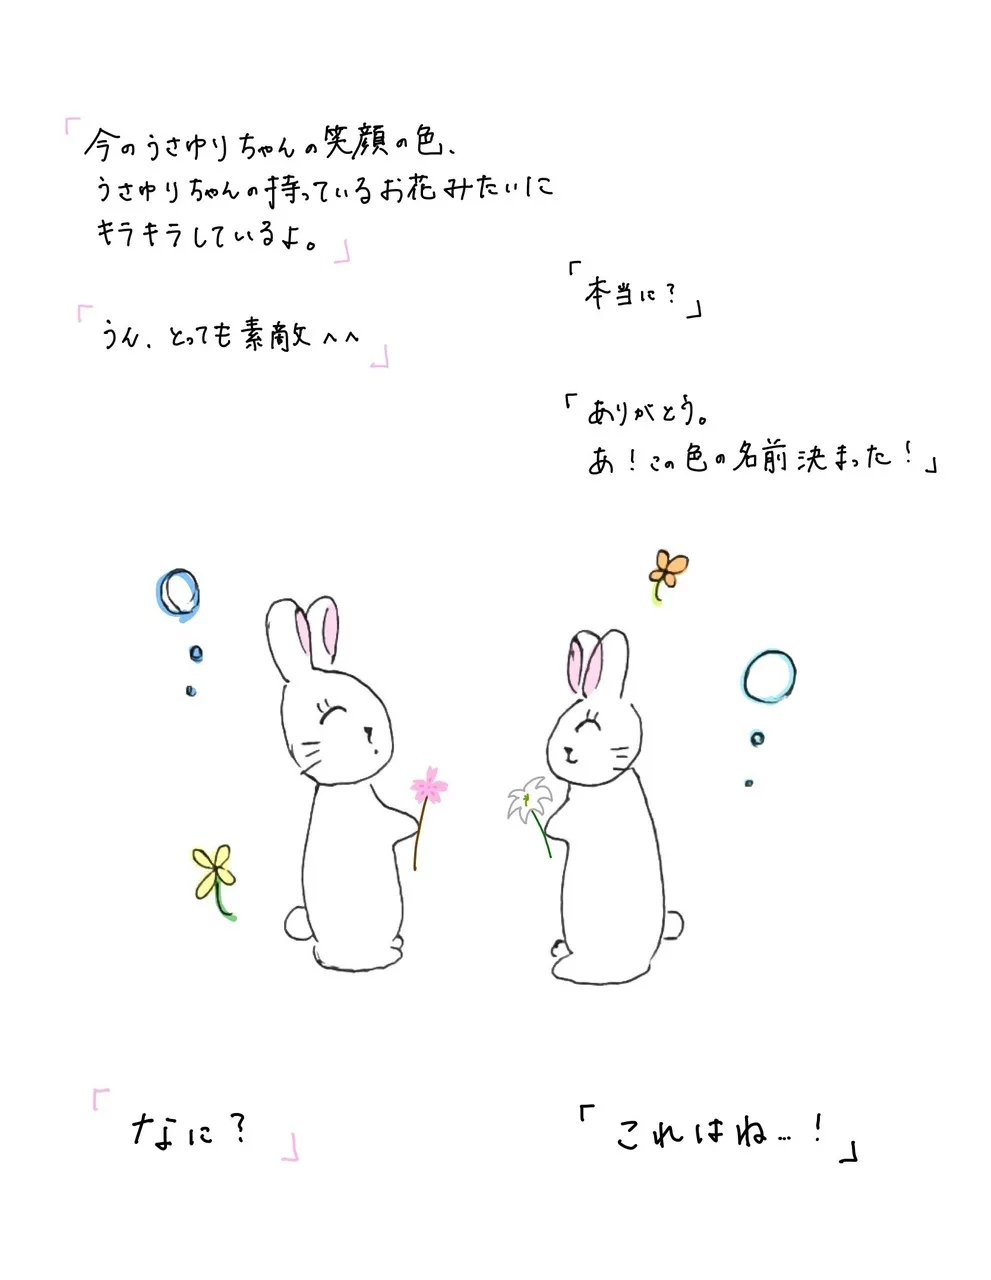 「今のうさゆりちゃんの笑顔の色、
うさゆりちゃんの持っているお花みたいに
キラキラしているよ。」
「本当に?」
「うん、とっても素敵^^」
「ありがとう。
あ!この色の名前決まった!」
「なに?」
「これはね…!」